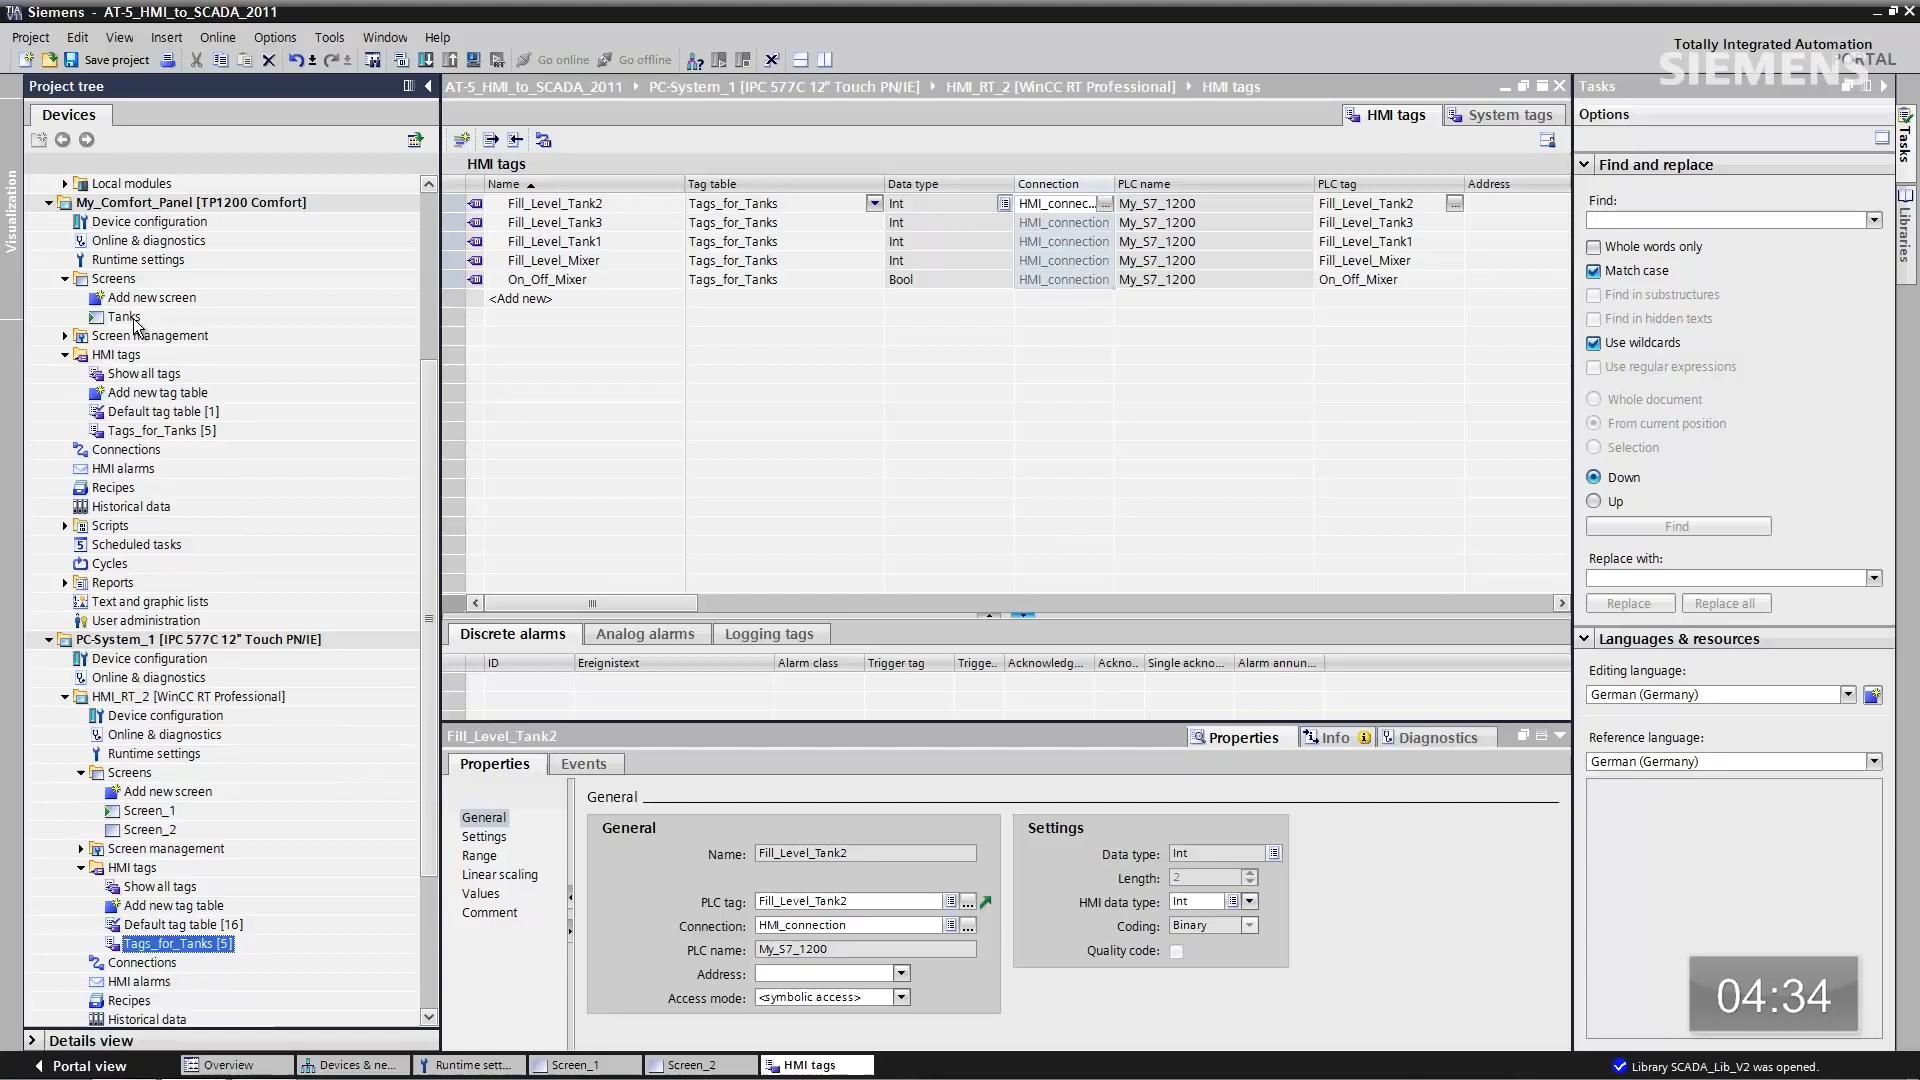 Siemens - AT-5_HMI_to_SCADA_2011
Project Edit View Insert Online Options Tools Window Help
Totally Integrated Automation
PORTAL
SIEMENS
Save project Go online Go offline
Project tree
Devices
Visualization
Local modules
My_Comfort_Panel [TP1200 Comfort]
Device configuration
Online & diagnostics
Runtime settings
Screens
Add new screen
Tanks
Screen management
HMI tags
Show all tags
Add new tag table
Default tag table [1]
Tags_for_Tanks [5]
Connections
HMI alarms
Recipes
Historical data
Scripts
Scheduled tasks
Cycles
Reports
Text and graphic lists
User administration
PC-System_1 [IPC 577C 12" Touch PN/IE]
Device configuration
Online & diagnostics
HMI_RT_2 [WinCC RT Professional]
Device configuration
Online & diagnostics
Runtime settings
Screens
Add new screen
Screen_1
Screen_2
Screen management
HMI tags
Show all tags
Add new tag table
Default tag table [16]
Tags_for_Tanks [5]
Connections
HMI alarms
Recipes
Historical data
Details view
AT-5_HMI_to_SCADA_2011 PC-System_1 [IPC 577C 12" Touch PN/IE] HMI_RT_2 [WinCC RT Professional] HMI tags
HMI tags System tags
HMI tags
Name Tag table Data type Connection PLC name PLC tag Address
Fill_Level_Tank2 Tags_for_Tanks Int HMI_connec... ... My_S7_1200 Fill_Level_Tank2 ...
Fill_Level_Tank3 Tags_for_Tanks Int HMI_connection My_S7_1200 Fill_Level_Tank3
Fill_Level_Tank1 Tags_for_Tanks Int HMI_connection My_S7_1200 Fill_Level_Tank1
Fill_Level_Mixer Tags_for_Tanks Int HMI_connection My_S7_1200 Fill_Level_Mixer
On_Off_Mixer Tags_for_Tanks Bool HMI_connection My_S7_1200 On_Off_Mixer
<Add new>
Discrete alarms Analog alarms Logging tags
ID Ereignistext Alarm class Trigger tag Trigge.. Acknowledg... Ackno.. Single ackno... Alarm annun...
Fill_Level_Tank2
Properties Info Diagnostics
Properties Events
General
Settings
Range
Linear scaling
Values
Comment
General
General
Name: Fill_Level_Tank2
PLC tag: Fill_Level_Tank2 ...
Connection: HMI_connection ...
PLC name: My_S7_1200
Address:
Access mode: <symbolic access>
Settings
Data type: Int
Length: 2
HMI data type: Int
Coding: Binary
Quality code:
Tasks
Options
Find and replace
Find:
Whole words only
Match case
Find in substructures
Find in hidden texts
Use wildcards
Use regular expressions
Whole document
From current position
Selection
Down
Up
Find
Replace with:
Replace Replace all
Languages & resources
Editing language:
German (Germany)
Reference language:
German (Germany)
Tasks
Libraries
04:34
Portal view Overview Devices & ne... Runtime sett... Screen_1 Screen_2 HMI tags
Library SCADA_Lib_V2 was opened.